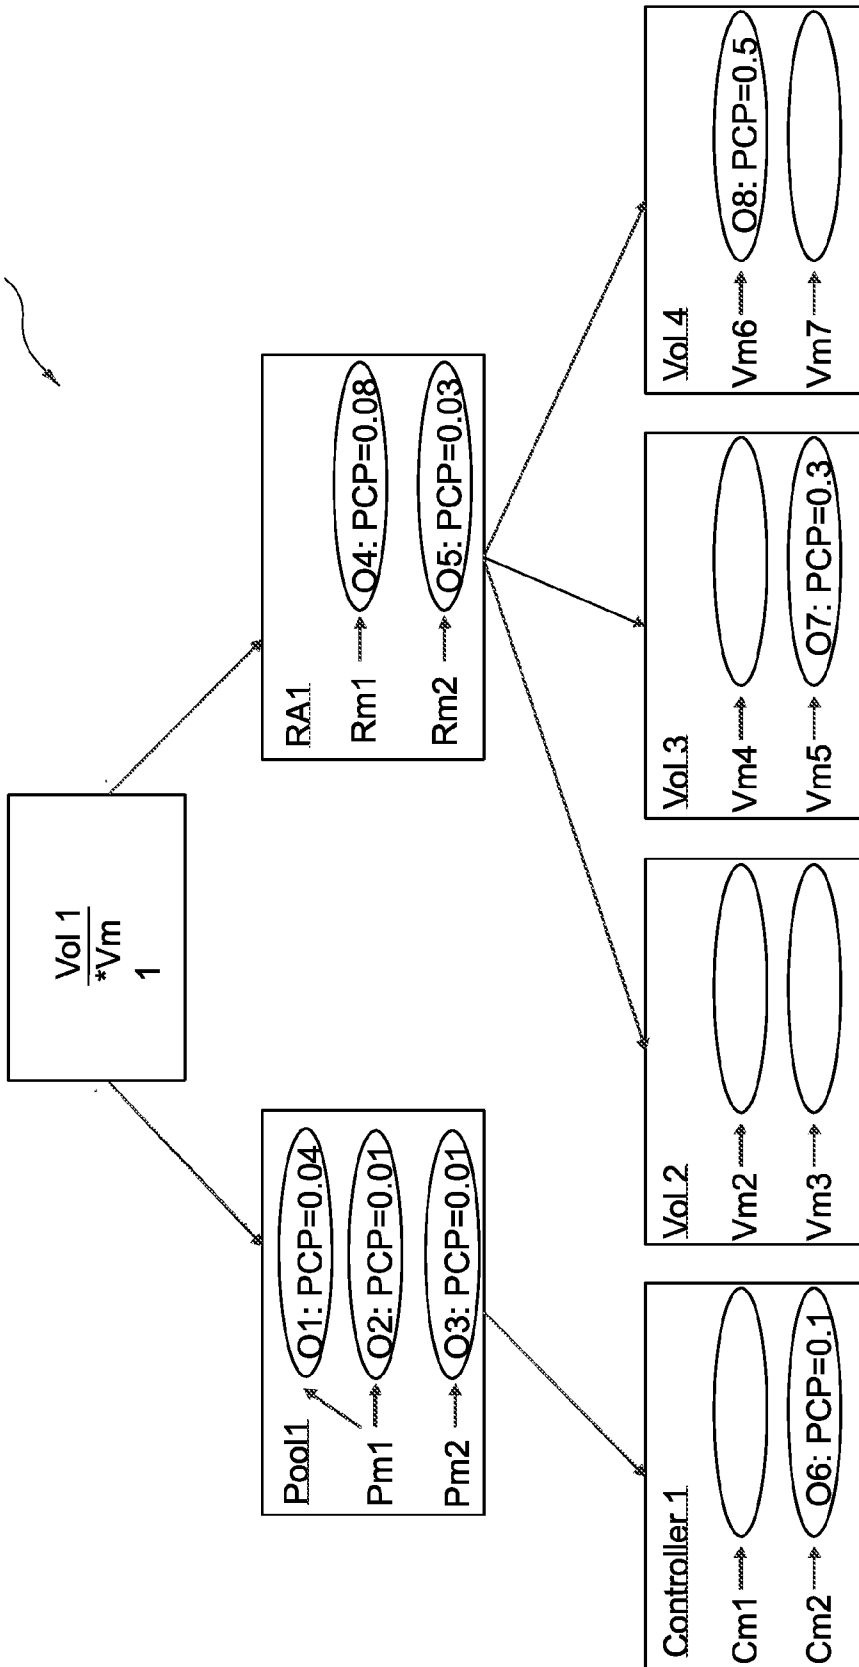 Vol 1
*Vm
1
Pool1
O1: PCP=0.04
Pm1
O2: PCP=0.01
Pm2
O3: PCP=0.01
RA1
Rm1
O4: PCP=0.08
Rm2
O5: PCP=0.03
Controller 1
Cm1
Cm2
O6: PCP=0.1
Vol 2
Vm2
Vm3
Vol 3
Vm4
Vm5
O7: PCP=0.3
Vol 4
Vm6
O8: PCP=0.5
Vm7